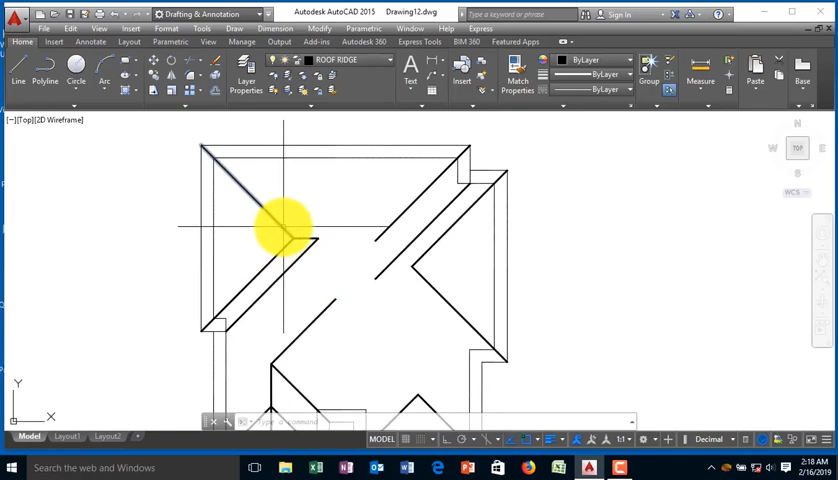 Drafting & Annotation
Autodesk AutoCAD 2015 Drawing12.dwg
Type a keyword or phrase
Sign In
File Edit View Insert Format Tools Draw Dimension Modify Parametric Window Help Express
Home Insert Annotate Parametric View Manage Output Add-ins Autodesk 360 Express Tools BIM 360 Featured Apps
ROOF RIDGE
ByLayer
ByLayer
ByLayer
Line Polyline Circle Arc
Layer Properties
Text
Insert
Match Properties
Group
Measure
Paste
Base
[−][Top][2D Wireframe]
N
W TOP E
S
WCS
Y
X
Type a command
Model Layout1 Layout2 +
MODEL
1:1
Decimal
Search the web and Windows
2:18 AM
2/16/2019